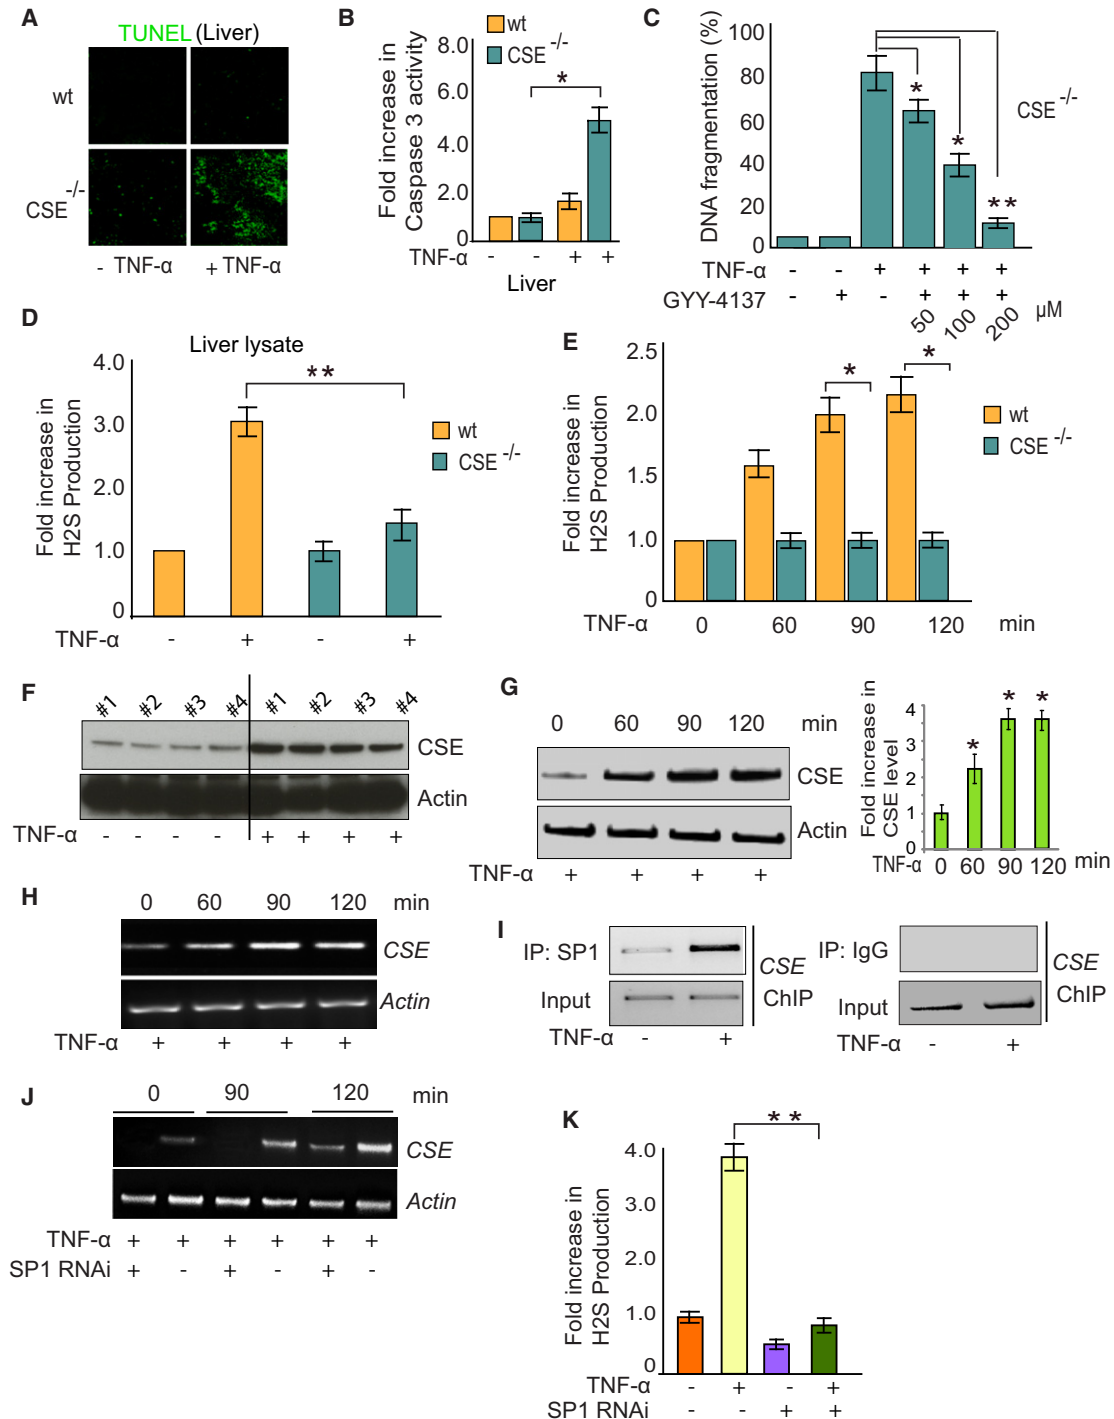 A
TUNEL (Liver)
wt
CSE -/-
- TNF-α
+ TNF-α
B
wt
CSE -/-
Fold increase in
Caspase 3 activity
8.0
6.0
4.0
2.0
0
*
TNF-α - - + +
Liver
C
DNA fragmentation (%)
100
80
60
40
20
0
*
*
**
CSE -/-
TNF-α - - + + + +
GYY-4137 - + - + + +
50 100 200 μM
D
Liver lysate
Fold increase in
H2S Production
4.0
3.0
2.0
1.0
0
**
wt
CSE -/-
TNF-α - + - +
E
Fold increase in
H2S Production
2.5
2.0
1.5
1.0
0
*
*
wt
CSE -/-
TNF-α 0 60 90 120 min
F
#1 #2 #3 #4 #1 #2 #3 #4
CSE
Actin
TNF-α - - - - + + + +
G
0 60 90 120 min
CSE
Actin
TNF-α + + + +
Fold increase in
CSE level
4
3
2
1
0
* * *
TNF-α 0 60 90 120 min
H
0 60 90 120 min
CSE
Actin
TNF-α + + + +
I
IP: SP1
Input
CSE
ChIP
TNF-α - +
IP: IgG
Input
CSE
ChIP
TNF-α - +
J
0 90 120 min
CSE
Actin
TNF-α + + + + + +
SP1 RNAi + - + - + -
K
Fold increase in
H2S Production
4.0
3.0
2.0
1.0
0
**
TNF-α - + - +
SP1 RNAi - - + +